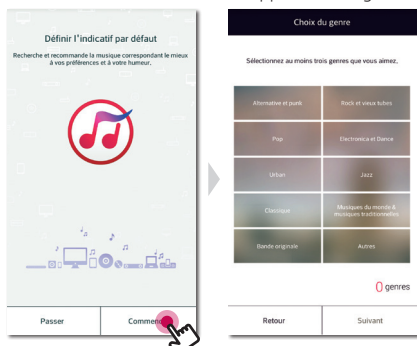 Définir l'indicatif par défaut
Recherche et recommande la musique correspondant le mieux
à vos préférences et à votre humeur.
Passer
Choix du genre
Sélectionnez au moins trois genres que vous aimez.
Alternative et punk
Rock et vieux tubes
Pop
Electronica et Dance
Urban
Jazz
Classique
Musiques du monde &
musiques traditionnelles
Bande originale
Autres
0 genres
Retour
Suivant